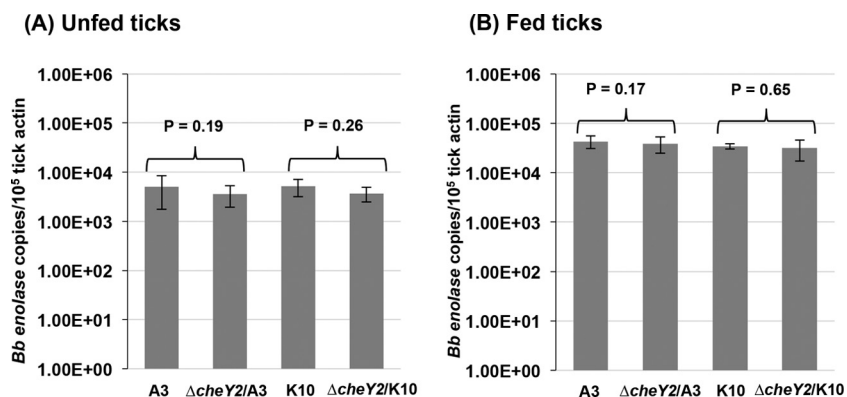 (A) Unfed ticks
Bb enolase copies/10⁵ tick actin
1.00E+06
1.00E+05
1.00E+04
1.00E+03
1.00E+02
1.00E+01
1.00E+00
P = 0.19
P = 0.26
A3 ΔcheY2/A3 K10 ΔcheY2/K10
(B) Fed ticks
Bb enolase copies/10⁵ tick actin
1.00E+06
1.00E+05
1.00E+04
1.00E+03
1.00E+02
1.00E+01
1.00E+00
P = 0.17
P = 0.65
A3 ΔcheY2/A3 K10 ΔcheY2/K10